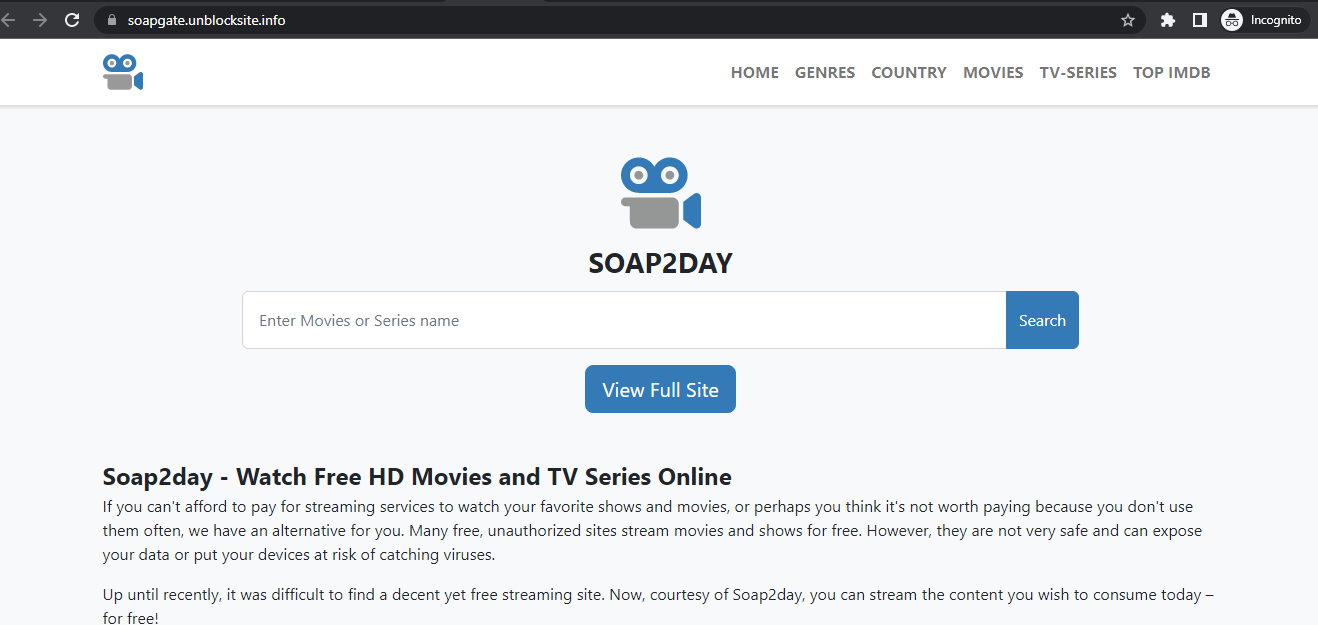 soapgate.unblocksite.info
Incognito
HOME GENRES COUNTRY MOVIES TV-SERIES TOP IMDB
SOAP2DAY
Enter Movies or Series name
Search
View Full Site
Soap2day - Watch Free HD Movies and TV Series Online
If you can't afford to pay for streaming services to watch your favorite shows and movies, or perhaps you think it's not worth paying because you don't use
them often, we have an alternative for you. Many free, unauthorized sites stream movies and shows for free. However, they are not very safe and can expose
your data or put your devices at risk of catching viruses.
Up until recently, it was difficult to find a decent yet free streaming site. Now, courtesy of Soap2day, you can stream the content you wish to consume today –
for free!